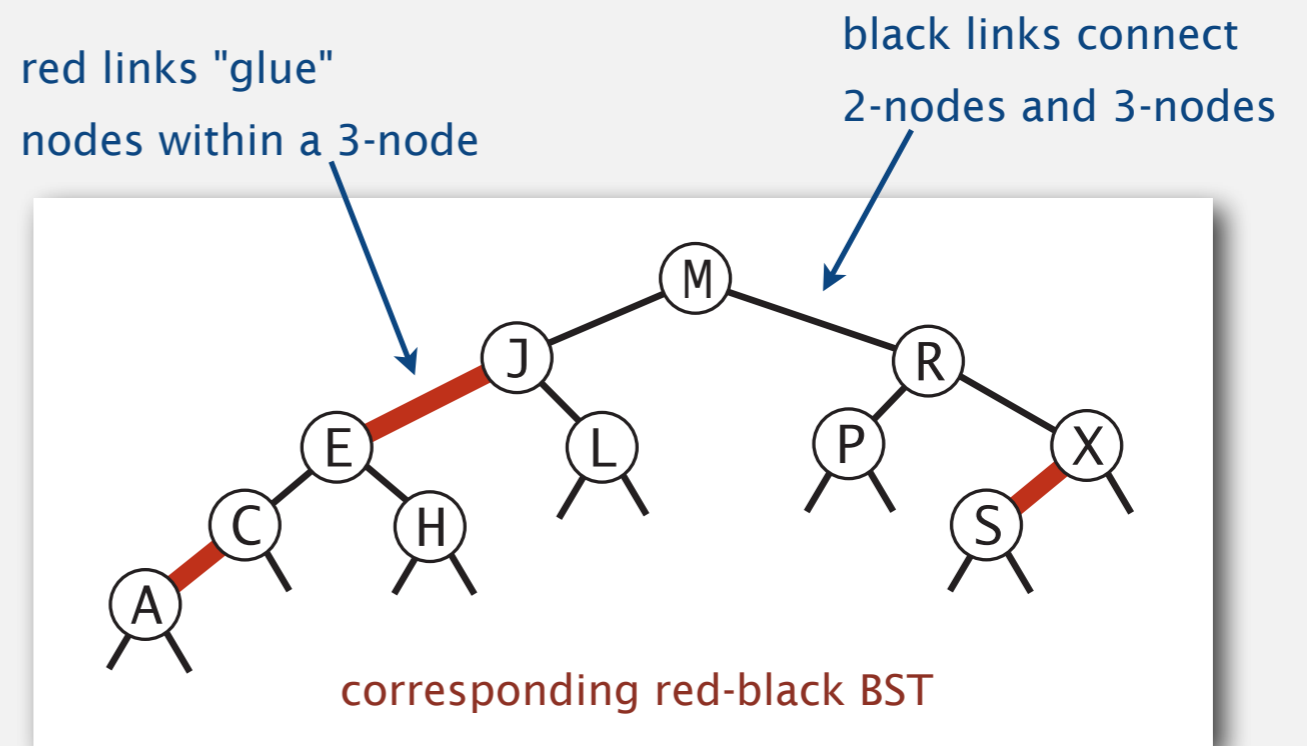 red links "glue"
nodes within a 3-node
black links connect
2-nodes and 3-nodes
M
J
R
E
L
P
X
C
H
S
A
corresponding red-black BST